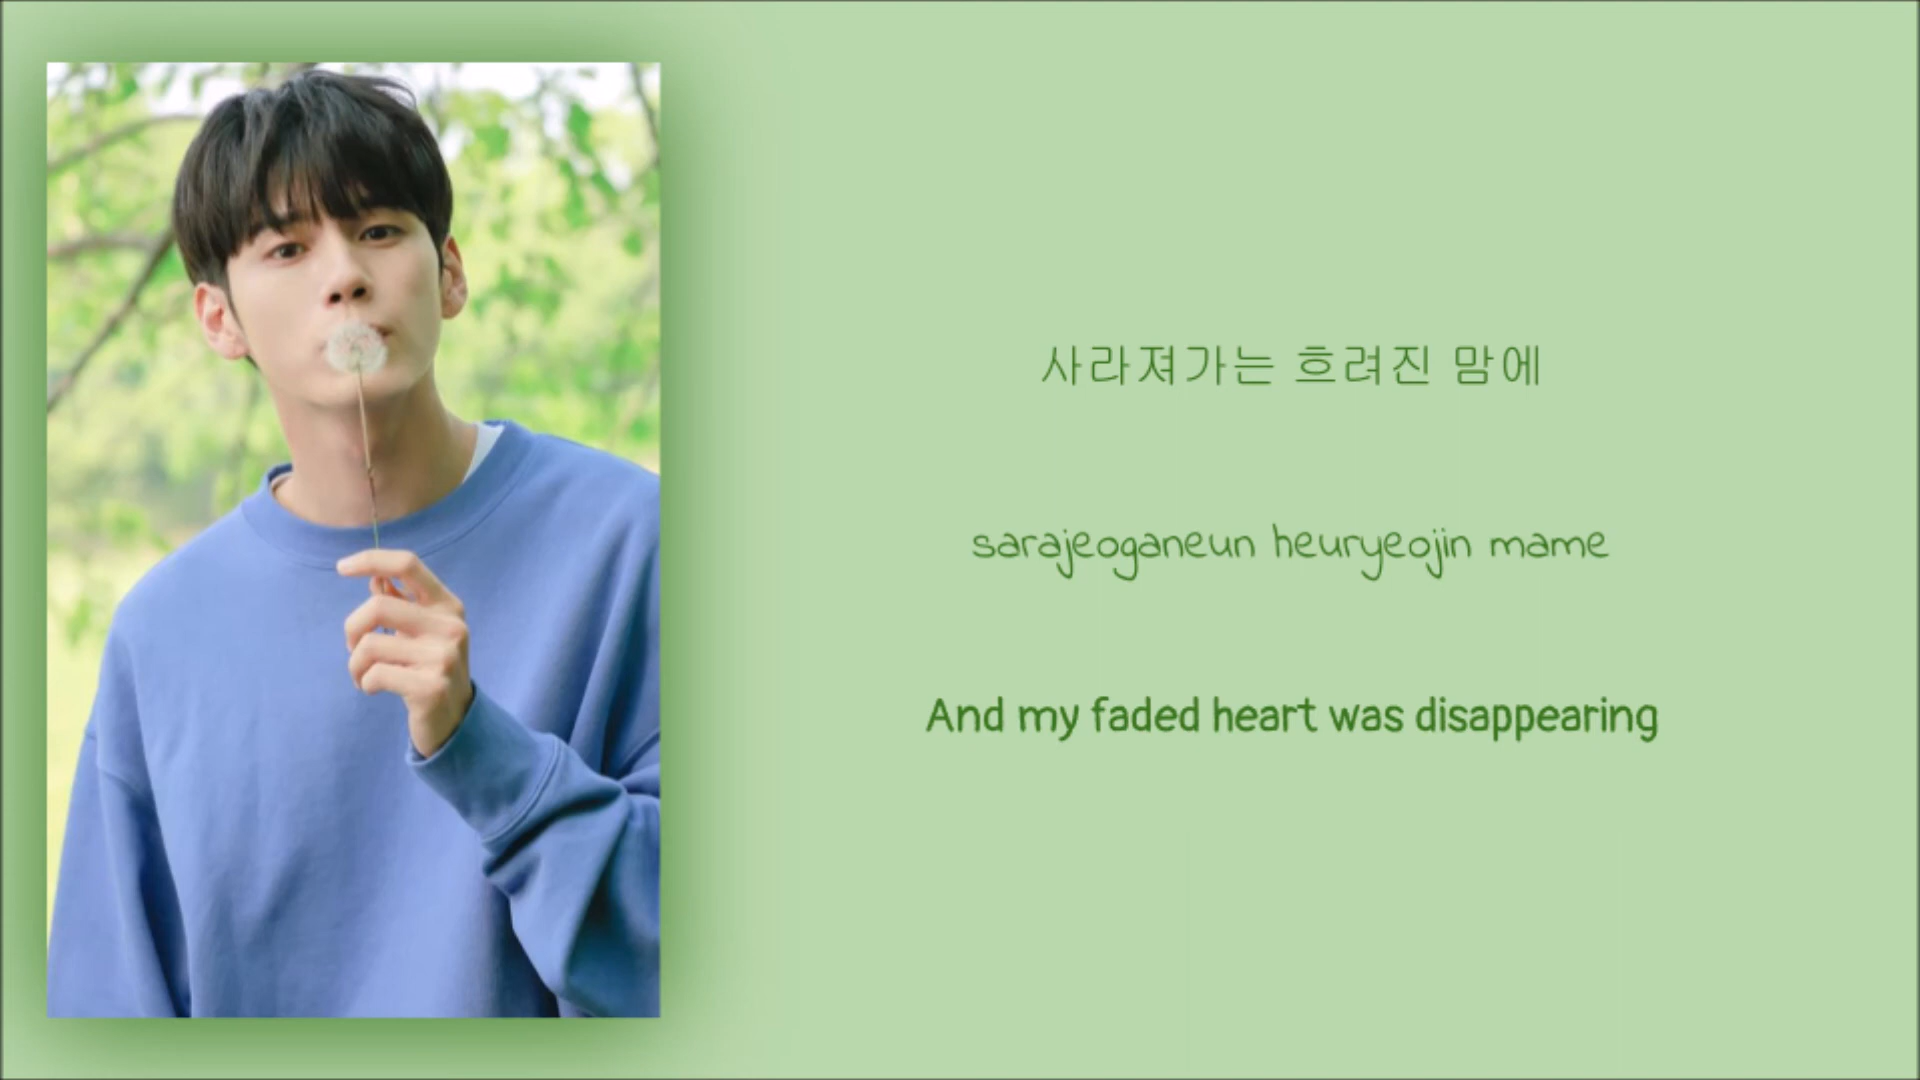 사라져가는 흐려진 맘에
sarajeoganeun heuryeojin mame
And my faded heart was disappearing